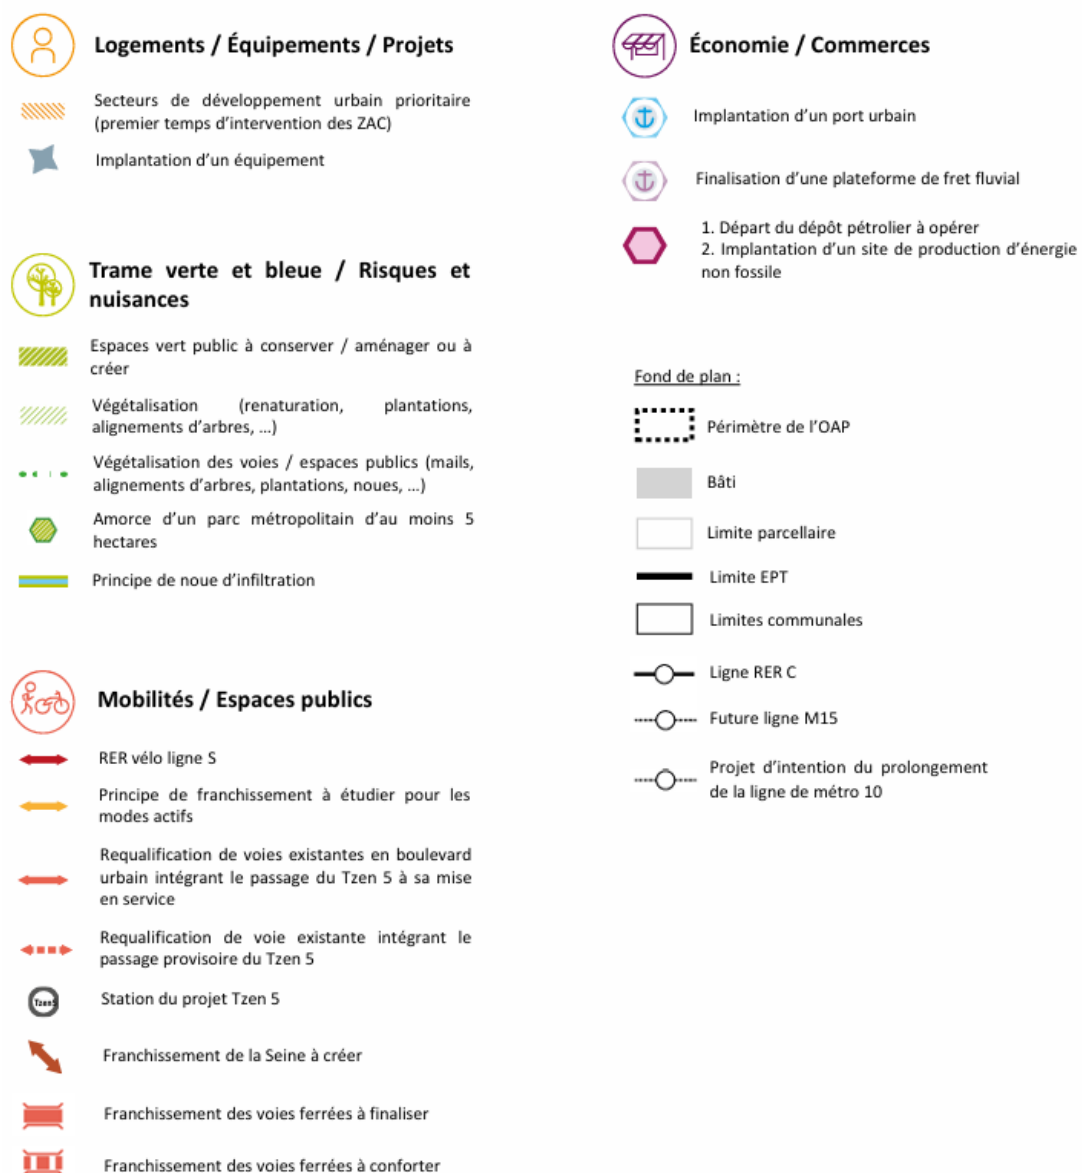 Logements / Équipements / Projets
Secteurs de développement urbain prioritaire
(premier temps d'intervention des ZAC)
Implantation d'un équipement
Trame verte et bleue / Risques et
nuisances
Espaces vert public à conserver / aménager ou à
créer
Végétalisation (renaturation, plantations,
alignements d'arbres, ...)
Végétalisation des voies / espaces publics (mails,
alignements d'arbres, plantations, noues, ...)
Amorce d'un parc métropolitain d'au moins 5
hectares
Principe de noue d'infiltration
Mobilités / Espaces publics
RER vélo ligne S
Principe de franchissement à étudier pour les
modes actifs
Requalification de voies existantes en boulevard
urbain intégrant le passage du Tzen 5 à sa mise
en service
Requalification de voie existante intégrant le
passage provisoire du Tzen 5
Tzen5
Station du projet Tzen 5
Franchissement de la Seine à créer
Franchissement des voies ferrées à finaliser
Franchissement des voies ferrées à conforter
Économie / Commerces
Implantation d'un port urbain
Finalisation d'une plateforme de fret fluvial
1. Départ du dépôt pétrolier à opérer
2. Implantation d'un site de production d'énergie
non fossile
Fond de plan :
Périmètre de l'OAP
Bâti
Limite parcellaire
Limite EPT
Limites communales
Ligne RER C
Future ligne M15
Projet d'intention du prolongement
de la ligne de métro 10